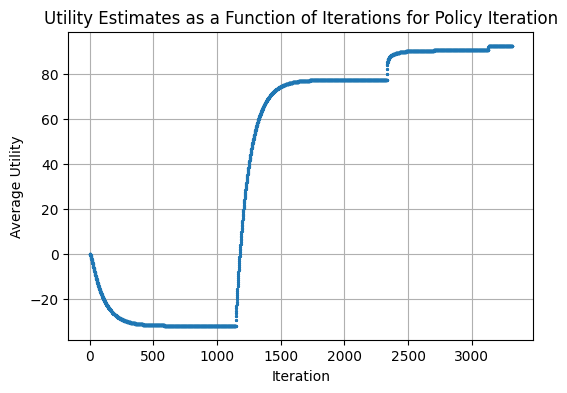 Utility Estimates as a Function of Iterations for Policy Iteration
Average Utility
80
60
40
20
0
−20
0 500 1000 1500 2000 2500 3000
Iteration